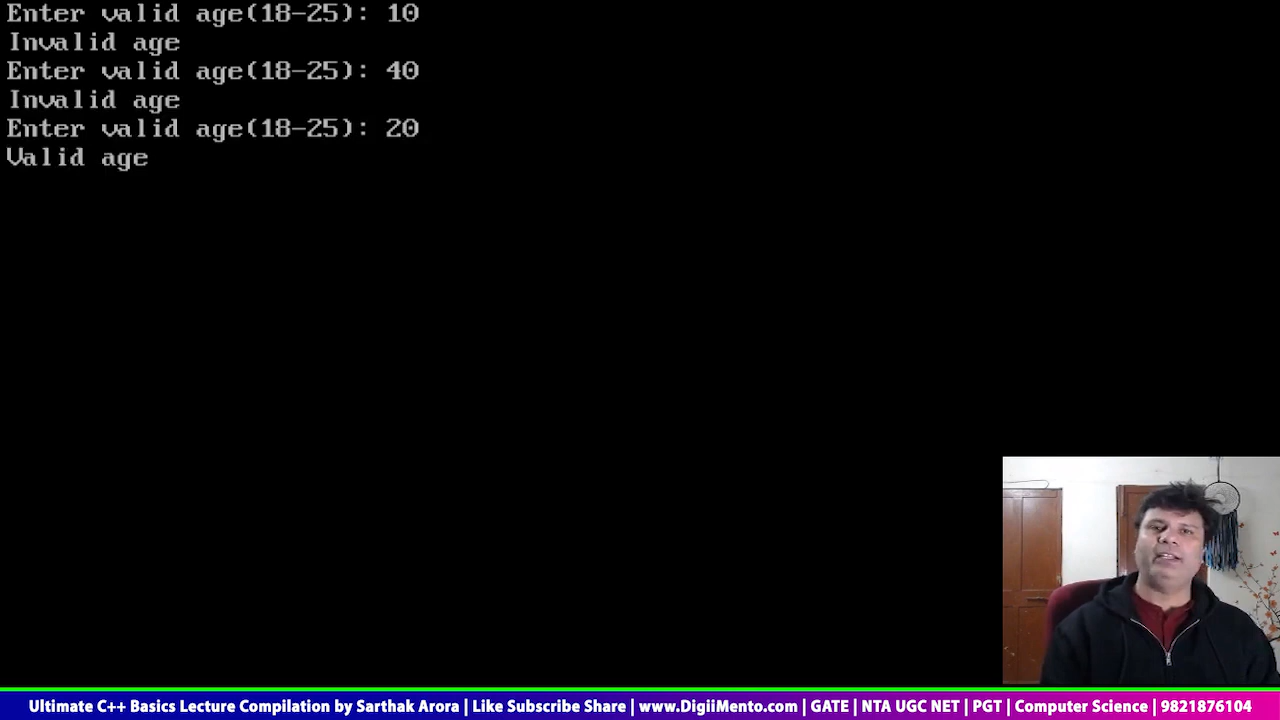 Enter valid age(18-25): 10
Invalid age
Enter valid age(18-25): 40
Invalid age
Enter valid age(18-25): 20
Valid age
Ultimate C++ Basics Lecture Compilation by Sarthak Arora | Like Subscribe Share | www.DigiiMento.com | GATE | NTA UGC NET | PGT | Computer Science | 9821876104